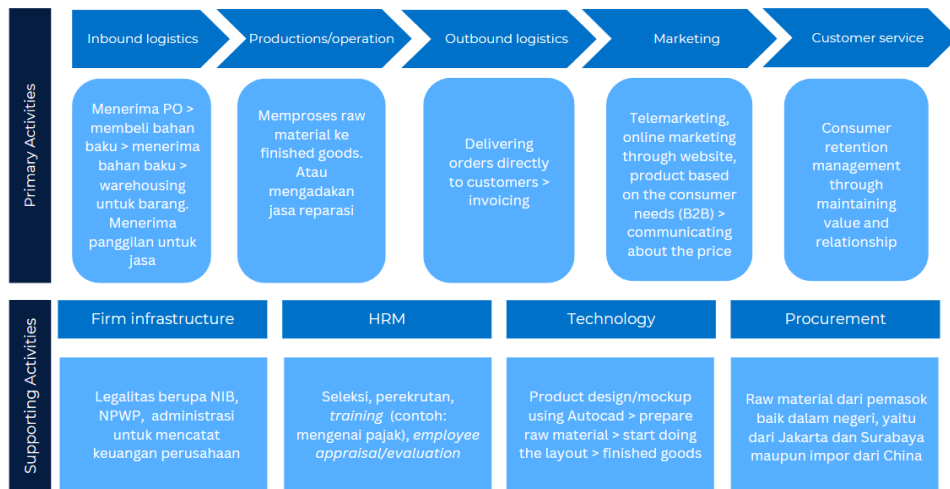 Primary Activities
Inbound logistics
Productions/operation
Outbound logistics
Marketing
Customer service
Menerima PO >
membeli bahan
baku > menerima
bahan baku >
warehousing
untuk barang.
Menerima
panggilan untuk
jasa
Memproses raw
material ke
finished goods.
Atau
mengadakan
jasa reparasi
Delivering
orders directly
to customers >
invoicing
Telemarketing,
online marketing
through website,
product based
on the consumer
needs (B2B) >
communicating
about the price
Consumer
retention
management
through
maintaining
value and
relationship
Supporting Activities
Firm infrastructure
HRM
Technology
Procurement
Legalitas berupa NIB,
NPWP, administrasi
untuk mencatat
keuangan perusahaan
Seleksi, perekrutan,
training (contoh:
mengenai pajak), employee
appraisal/evaluation
Product design/mockup
using Autocad > prepare
raw material > start doing
the layout > finished goods
Raw material dari pemasok
baik dalam negeri, yaitu
dari Jakarta dan Surabaya
maupun impor dari China